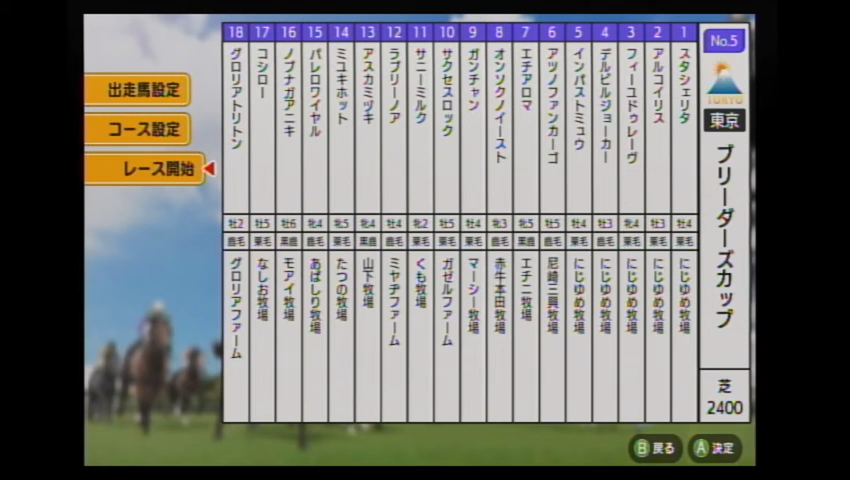 出走馬設定
コース設定
レース開始
No.5
TOKYO
東京
ブリーダーズカップ
芝
2400
1
スタシェリタ
牡4
栗毛
にじゆめ牧場
2
アルコイリス
牡3
栗毛
にじゆめ牧場
3
フィーユドゥレーヴ
牝4
栗毛
にじゆめ牧場
4
デルビルジョーカー
牡3
鹿毛
にじゆめ牧場
5
インパストミュウ
牡4
栗毛
にじゆめ牧場
6
アツノファンカーゴ
牡5
鹿毛
尼崎三興牧場
7
エチアロマ
牝5
黒鹿
エチ二牧場
8
オンソクノイースト
牝3
鹿毛
赤牛本田牧場
9
ガンチャン
牡4
栗毛
マーシー牧場
10
サクセスロック
牡5
栗毛
ガゼルファーム
11
サニーミルク
牝2
栗毛
くも牧場
12
ラブリーノア
牡4
鹿毛
ミヤヂファーム
13
アスカミヅキ
牝4
黒鹿
山下牧場
14
ミユキホット
牝5
栗毛
たつの牧場
15
パレロワイヤル
牝4
鹿毛
あばしり牧場
16
ノブナガアニキ
牡6
黒鹿
モアイ牧場
17
コシロー
牡5
栗毛
なしお牧場
18
グロリアトリトン
牡2
鹿毛
グロリアファーム
B 戻る
A 決定